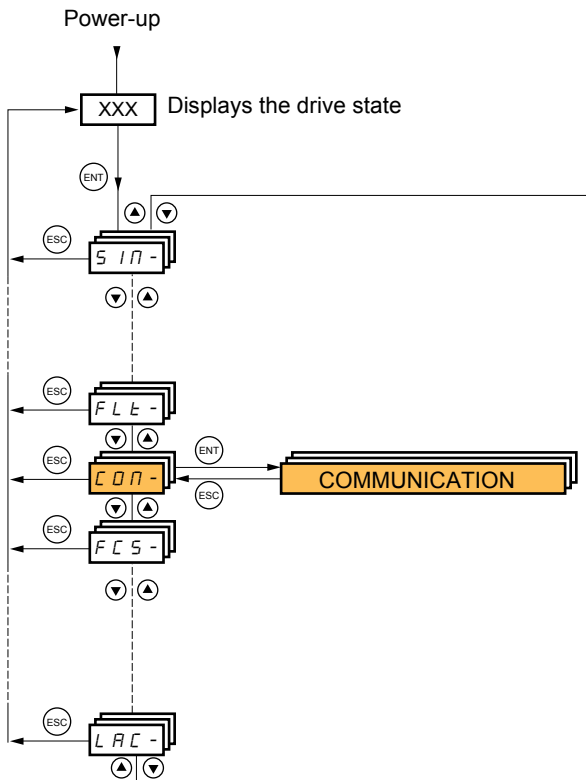 Power-up
XXX Displays the drive state
ENT
ESC
SIM-
ESC
FLt-
ESC
COM-
ENT
COMMUNICATION
ESC
ESC
FCS-
ESC
LAC-